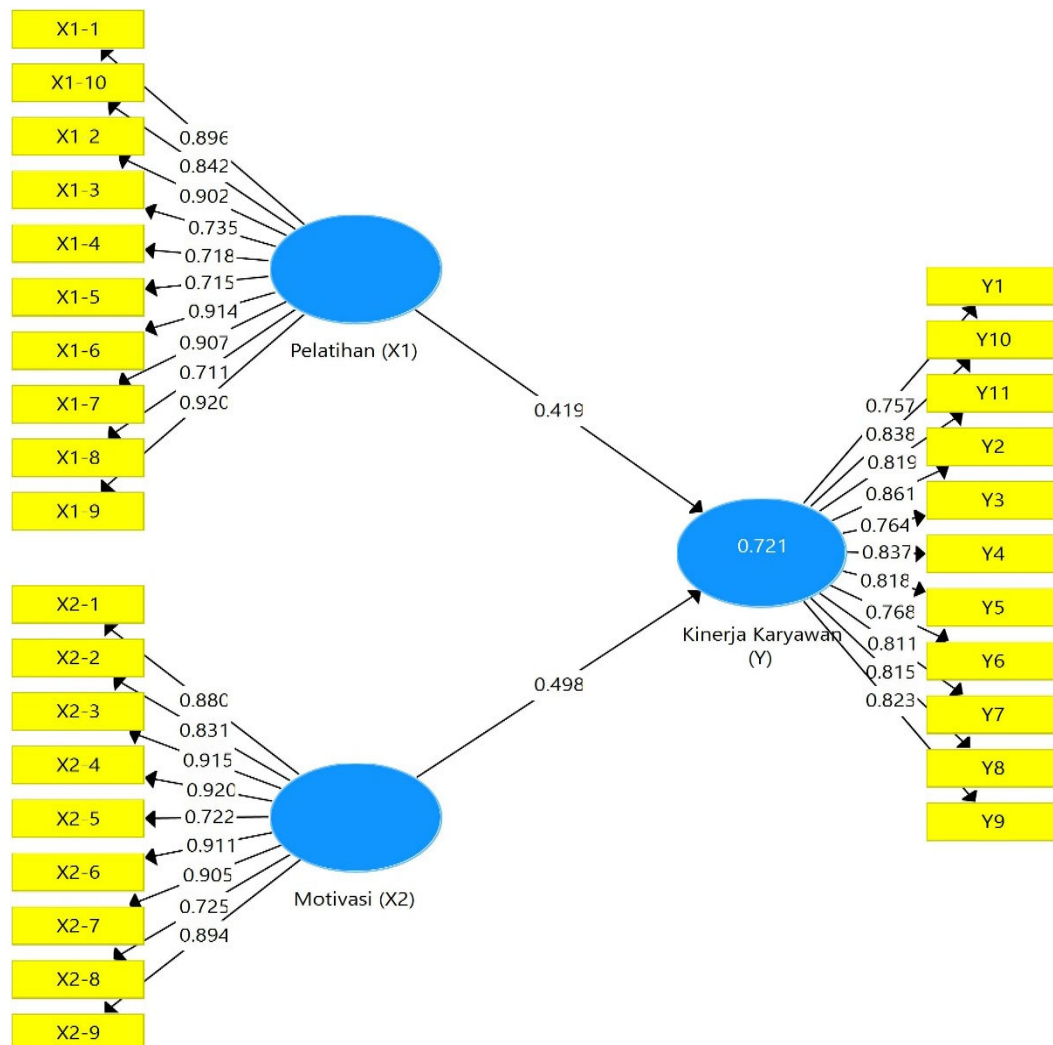 X1-1
X1-10
X1-2
X1-3
X1-4
X1-5
X1-6
X1-7
X1-8
X1-9
0.896
0.842
0.902
0.735
0.718
0.715
0.914
0.907
0.711
0.920
Pelatihan (X1)
0.419
X2-1
X2-2
X2-3
X2-4
X2-5
X2-6
X2-7
X2-8
X2-9
0.880
0.831
0.915
0.920
0.722
0.911
0.905
0.725
0.894
Motivasi (X2)
0.498
0.721
Kinerja Karyawan
(Y)
0.757
0.838
0.819
0.861
0.764
0.837
0.818
0.768
0.811
0.815
0.823
Y1
Y10
Y11
Y2
Y3
Y4
Y5
Y6
Y7
Y8
Y9